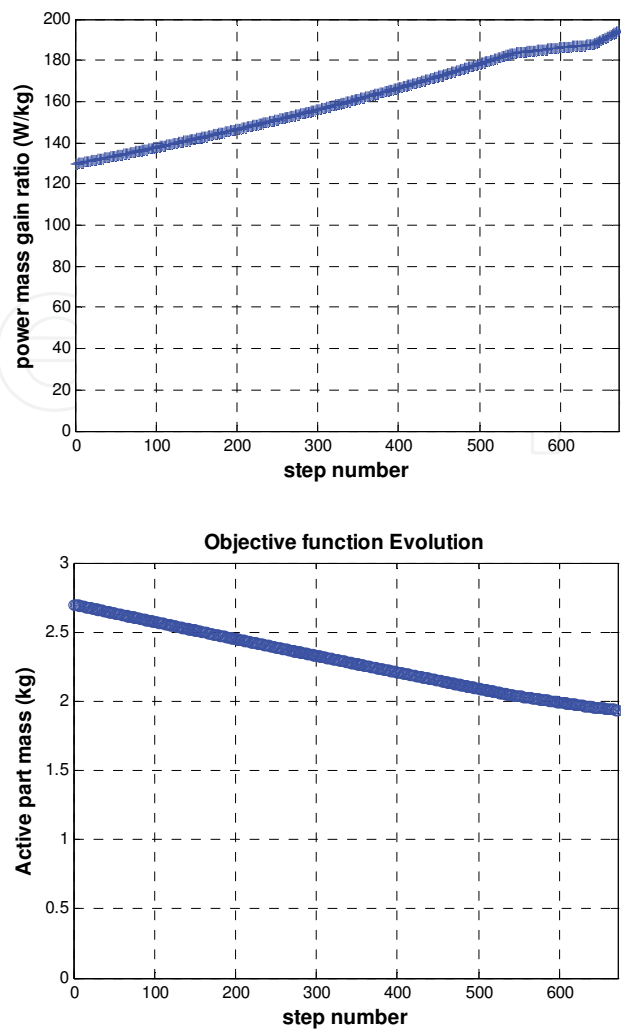 200
180
160
140
120
100
80
60
40
20
0
power mass gain ratio (W/kg)
0 100 200 300 400 500 600
step number
Objective function Evolution
3
2.5
2
1.5
1
0.5
0
Active part mass (kg)
0 100 200 300 400 500 600
step number